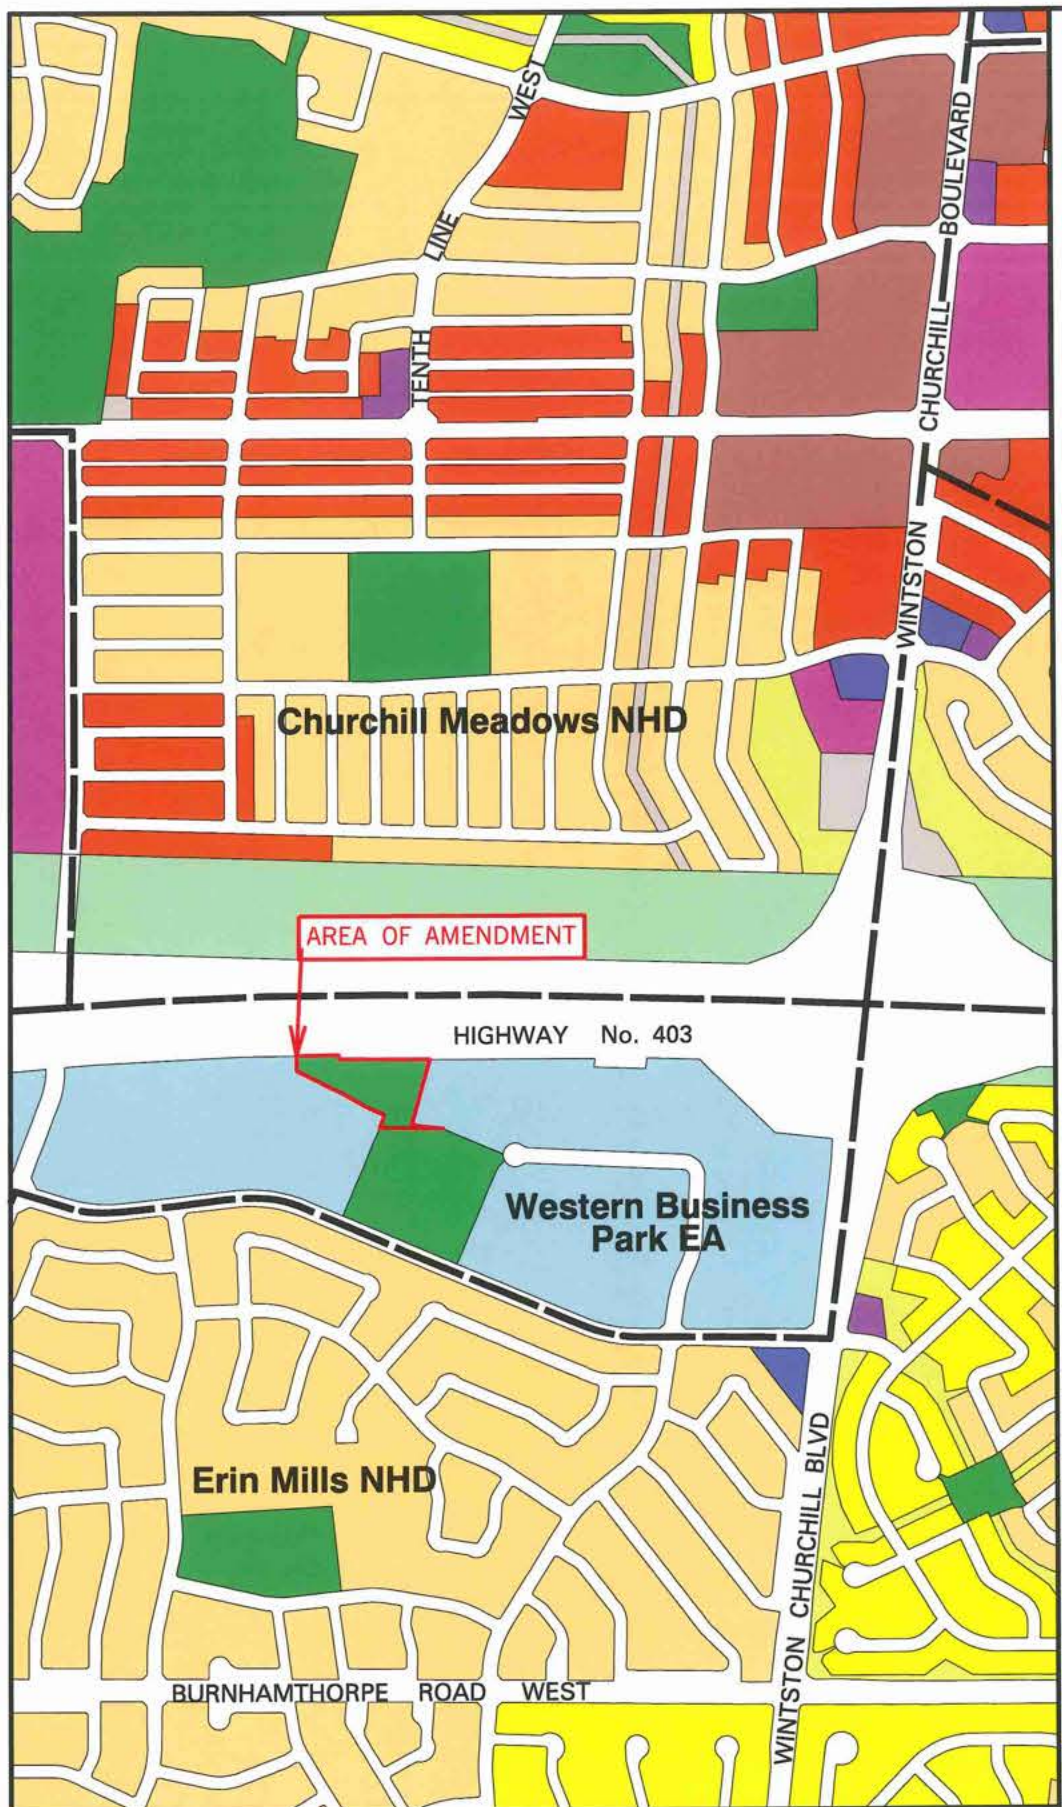 TENTH LINE WEST
WINTSTON CHURCHILL BOULEVARD
Churchill Meadows NHD
AREA OF AMENDMENT
HIGHWAY No. 403
Western Business
Park EA
Erin Mills NHD
WINTSTON CHURCHILL BLVD
BURNHAMTHORPE ROAD WEST